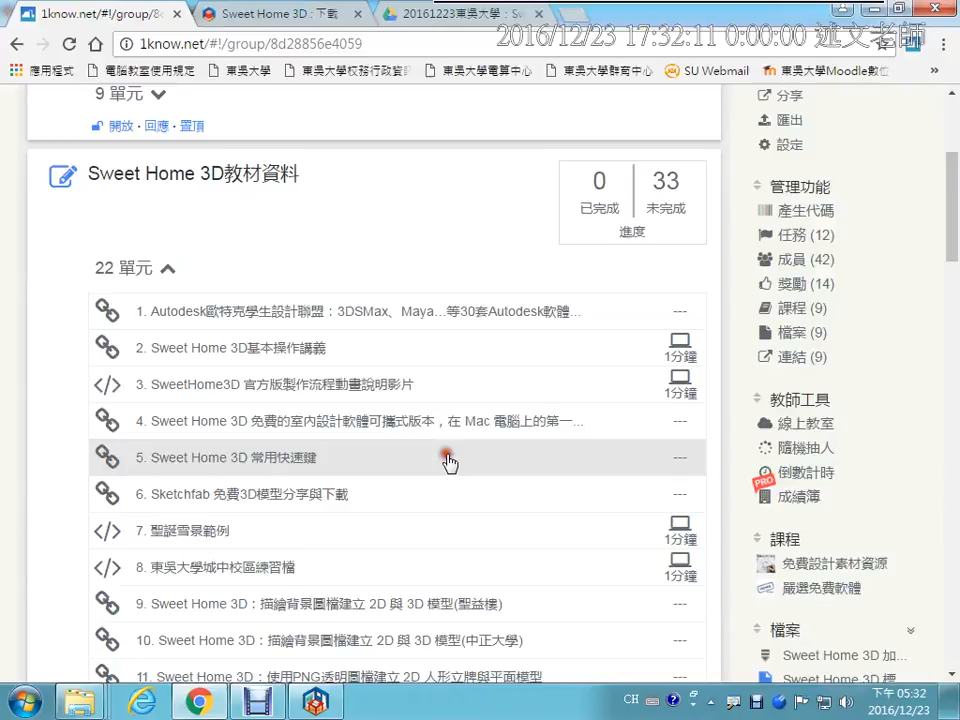 1know.net/#!/group/8
Sweet Home 3D : 下載
20161223東吳大學：Sw
1know.net/#!/group/8d28856e4059
2016/12/23 17:32:11 0:00:00 述文老師
應用程式
電腦教室使用規定
東吳大學
東吳大學校務行政資訊
東吳大學電算中心
東吳大學群育中心
SU Webmail
東吳大學Moodle數位
9 單元
開放・回應・置頂
Sweet Home 3D教材資料
0
33
已完成
未完成
進度
22 單元
1. Autodesk歐特克學生設計聯盟：3DSMax、Maya…等30套Autodesk軟體...
---
2. Sweet Home 3D基本操作講義
1分鐘
3. SweetHome3D 官方版製作流程動畫說明影片
1分鐘
4. Sweet Home 3D 免費的室內設計軟體可攜式版本，在 Mac 電腦上的第一...
---
5. Sweet Home 3D 常用快速鍵
---
6. Sketchfab 免費3D模型分享與下載
---
7. 聖誕雪景範例
1分鐘
8. 東吳大學城中校區練習檔
1分鐘
9. Sweet Home 3D：描繪背景圖檔建立 2D 與 3D 模型(聖益樓)
---
10. Sweet Home 3D：描繪背景圖檔建立 2D 與 3D 模型(中正大學)
---
11. Sweet Home 3D：使用PNG透明圖檔建立 2D 人形立牌與平面模型
分享
匯出
設定
管理功能
產生代碼
任務 (12)
成員 (42)
獎勵 (14)
課程 (9)
檔案 (9)
連結 (9)
教師工具
線上教室
隨機抽人
倒數計時
PRO
成績簿
課程
免費設計素材資源
嚴選免費軟體
檔案
Sweet Home 3D 加...
Sweet Home 3D 標
CH
下午 05:32
2016/12/23